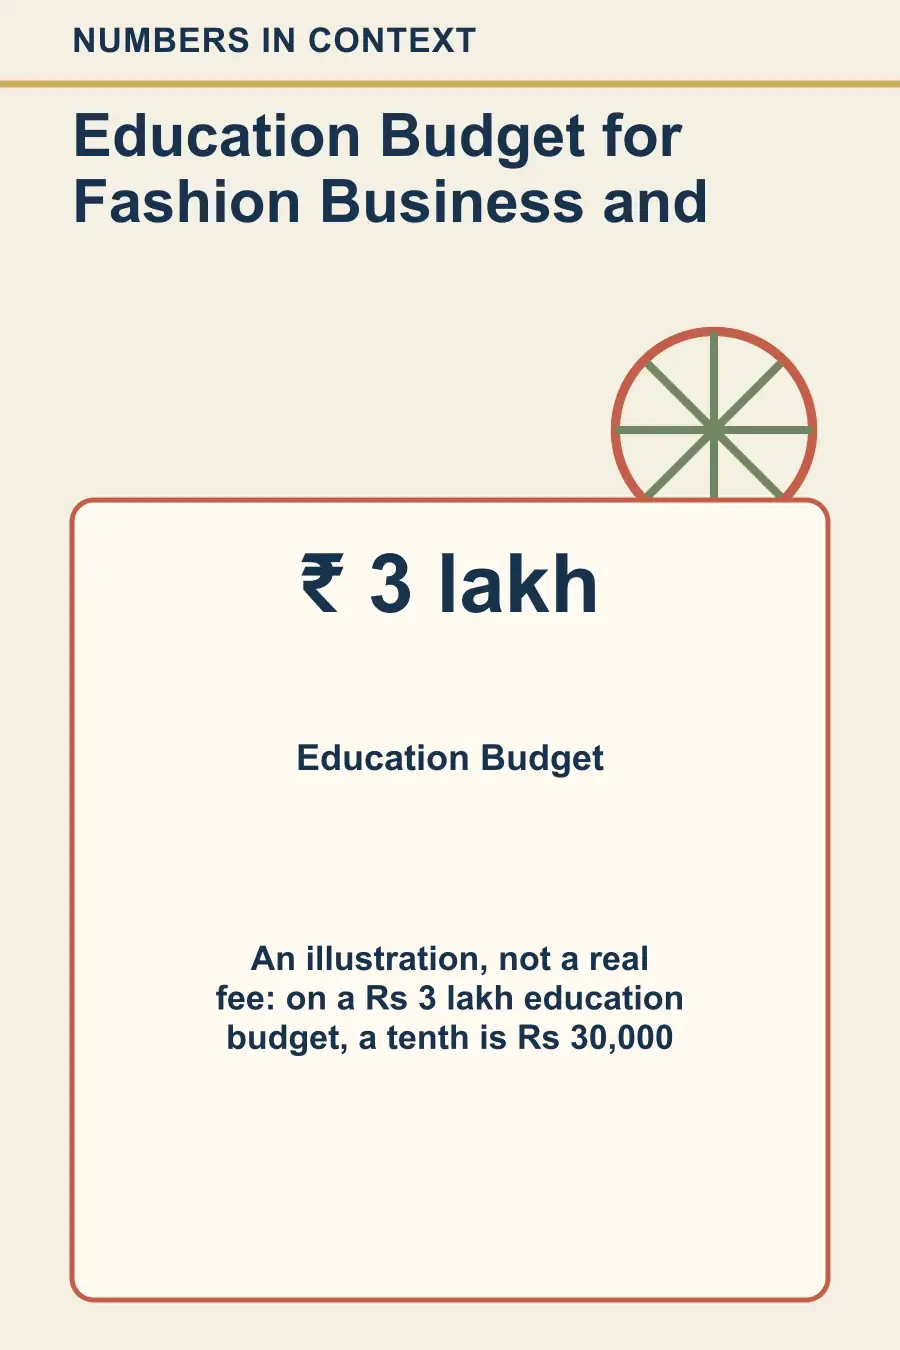 NUMBERS IN CONTEXT
Education Budget for
Fashion Business and
₹ 3 lakh
Education Budget
An illustration, not a real
fee: on a Rs 3 lakh education
budget, a tenth is Rs 30,000